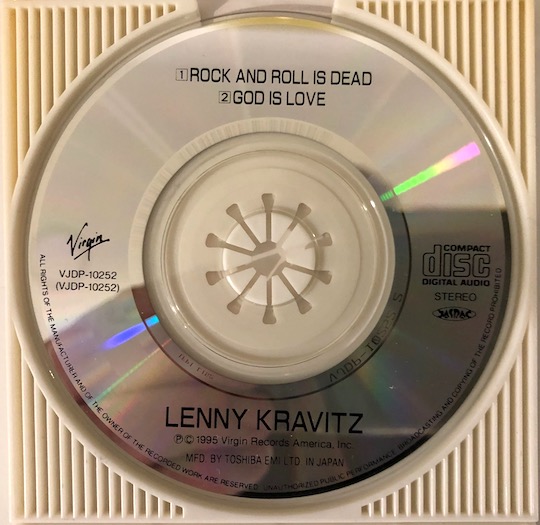 1 ROCK AND ROLL IS DEAD
2 GOD IS LOVE
Virgin
VJDP-10252
(VJDP-10252)
COMPACT
disc
DIGITAL AUDIO
STEREO
JASRAC
LENNY KRAVITZ
Ⓟ© 1995 Virgin Records America, Inc.
MFD. BY TOSHIBA EMI LTD. IN JAPAN
ALL RIGHTS OF THE MANUFACTURER AND OF THE OWNER OF THE RECORDED WORK ARE RESERVED. UNAUTHORIZED PUBLIC PERFORMANCE, BROADCASTING AND COPYING OF THE RECORD PROHIBITED